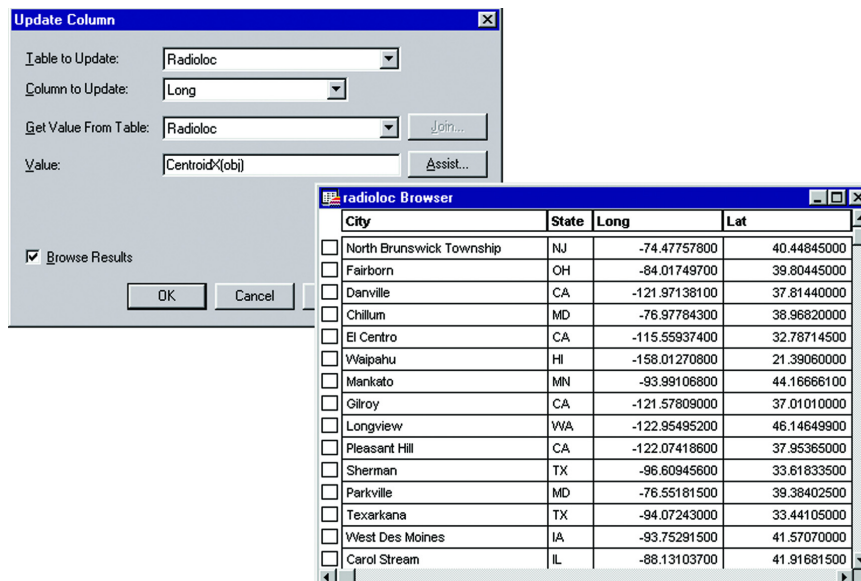 Update Column
Table to Update: Radioloc
Column to Update: Long
Get Value From Table: Radioloc Join...
Value: CentroidX(obj) Assist...
Browse Results
OK Cancel
radioloc Browser
City State Long Lat
North Brunswick Township NJ -74.47757800 40.44845000
Fairborn OH -84.01749700 39.80445000
Danville CA -121.97138100 37.81440000
Chillum MD -76.97784300 38.96820000
El Centro CA -115.55937400 32.78714500
Waipahu HI -158.01270800 21.39060000
Mankato MN -93.99106800 44.16666100
Gilroy CA -121.57809000 37.01010000
Longview WA -122.95495200 46.14649900
Pleasant Hill CA -122.07418600 37.95365000
Sherman TX -96.60945600 33.61833500
Parkville MD -76.55181500 39.38402500
Texarkana TX -94.07243000 33.44105000
West Des Moines IA -93.75291500 41.57070000
Carol Stream IL -88.13103700 41.91681500